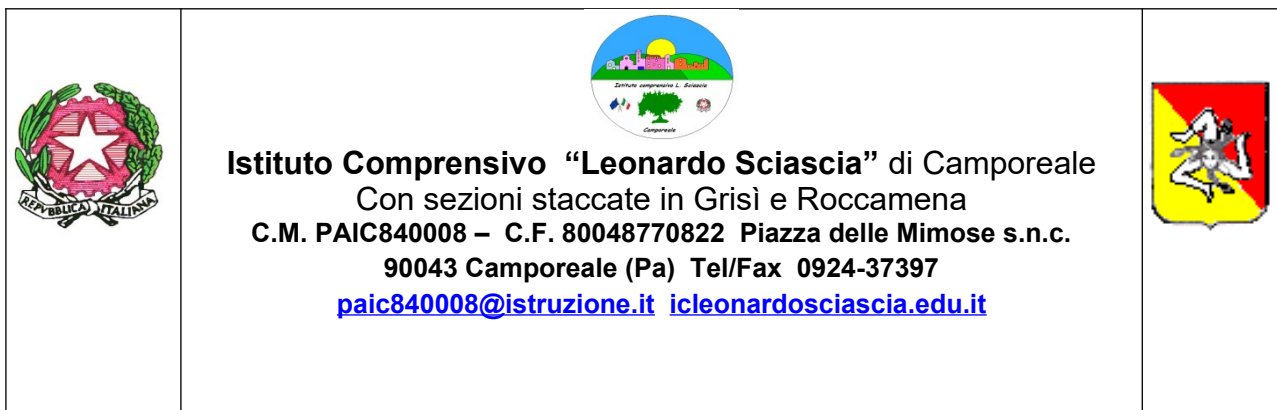 Istituto comprensivo L. Sciascia
Camporeale
REPVBBLICA ITALIANA
Istituto Comprensivo “Leonardo Sciascia” di Camporeale
Con sezioni staccate in Grisì e Roccamena
C.M. PAIC840008 – C.F. 80048770822 Piazza delle Mimose s.n.c.
90043 Camporeale (Pa) Tel/Fax 0924-37397
paic840008@istruzione.it icleonardosciascia.edu.it